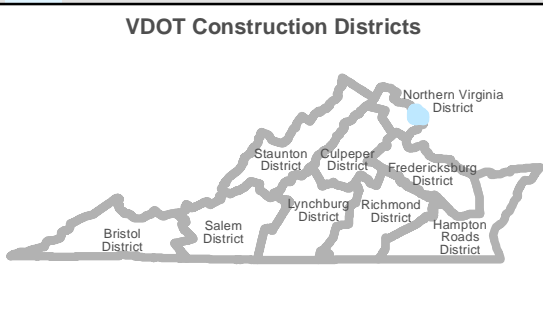 VDOT Construction Districts
Northern Virginia
District
Staunton
District
Culpeper
District
Fredericksburg
District
Lynchburg
District
Richmond
District
Salem
District
Bristol
District
Hampton
Roads
District